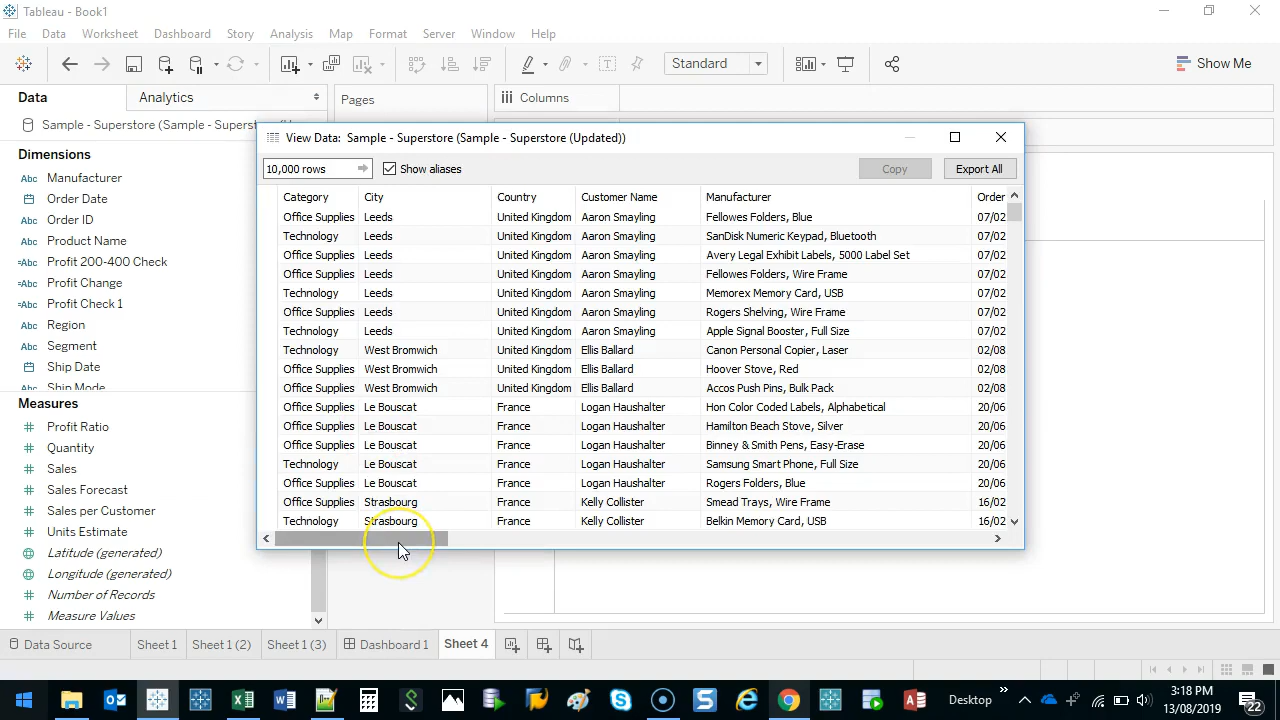 Tableau - Book1
File Data Worksheet Dashboard Story Analysis Map Format Server Window Help
Standard
Show Me
Data Analytics
Pages
Columns
Sample - Superstore (Sample - Superst
Dimensions
Abc Manufacturer
Order Date
Abc Order ID
Abc Product Name
=Abc Profit 200-400 Check
=Abc Profit Change
=Abc Profit Check 1
Abc Region
Abc Segment
Ship Date
Abc Ship Mode
Measures
Profit Ratio
Quantity
Sales
Sales Forecast
Sales per Customer
Units Estimate
Latitude (generated)
Longitude (generated)
Number of Records
Measure Values
View Data: Sample - Superstore (Sample - Superstore (Updated))
10,000 rows Show aliases Copy Export All
Category City Country Customer Name Manufacturer Order
Office Supplies Leeds United Kingdom Aaron Smayling Fellowes Folders, Blue 07/02
Technology Leeds United Kingdom Aaron Smayling SanDisk Numeric Keypad, Bluetooth 07/02
Office Supplies Leeds United Kingdom Aaron Smayling Avery Legal Exhibit Labels, 5000 Label Set 07/02
Office Supplies Leeds United Kingdom Aaron Smayling Fellowes Folders, Wire Frame 07/02
Technology Leeds United Kingdom Aaron Smayling Memorex Memory Card, USB 07/02
Office Supplies Leeds United Kingdom Aaron Smayling Rogers Shelving, Wire Frame 07/02
Technology Leeds United Kingdom Aaron Smayling Apple Signal Booster, Full Size 07/02
Technology West Bromwich United Kingdom Ellis Ballard Canon Personal Copier, Laser 02/08
Office Supplies West Bromwich United Kingdom Ellis Ballard Hoover Stove, Red 02/08
Office Supplies West Bromwich United Kingdom Ellis Ballard Accos Push Pins, Bulk Pack 02/08
Office Supplies Le Bouscat France Logan Haushalter Hon Color Coded Labels, Alphabetical 20/06
Office Supplies Le Bouscat France Logan Haushalter Hamilton Beach Stove, Silver 20/06
Office Supplies Le Bouscat France Logan Haushalter Binney & Smith Pens, Easy-Erase 20/06
Technology Le Bouscat France Logan Haushalter Samsung Smart Phone, Full Size 20/06
Office Supplies Le Bouscat France Logan Haushalter Rogers Folders, Blue 20/06
Office Supplies Strasbourg France Kelly Collister Smead Trays, Wire Frame 16/02
Technology Strasbourg France Kelly Collister Belkin Memory Card, USB 16/02
Data Source Sheet 1 Sheet 1 (2) Sheet 1 (3) Dashboard 1 Sheet 4
Desktop
3:18 PM
13/08/2019
22